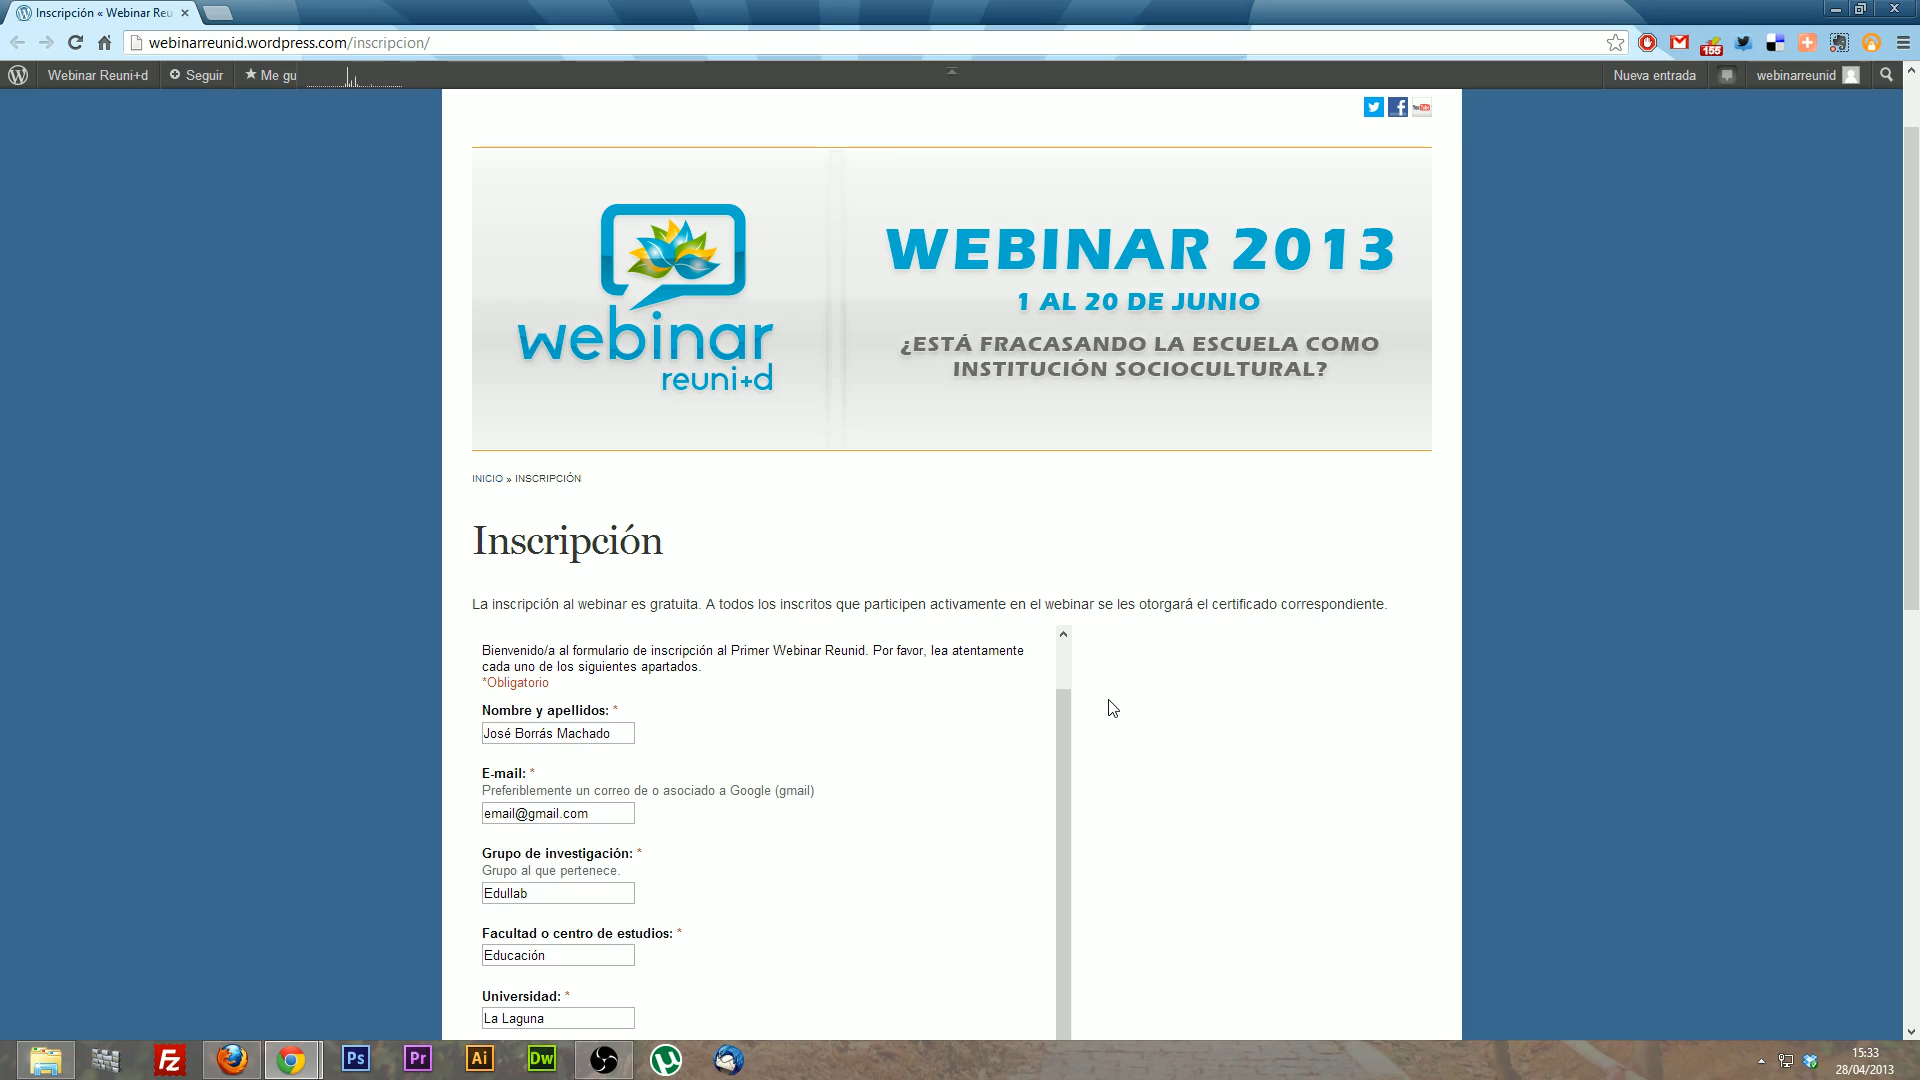 Inscripción « Webinar Reu
webinarreunid.wordpress.com/inscripcion/
155
Webinar Reuni+d
Seguir
Me gu
Nueva entrada
webinarreunid
You Tube
webinar
reuni+d
WEBINAR 2013
1 AL 20 DE JUNIO
¿ESTÁ FRACASANDO LA ESCUELA COMO
INSTITUCIÓN SOCIOCULTURAL?
INICIO » INSCRIPCIÓN
Inscripción
La inscripción al webinar es gratuita. A todos los inscritos que participen activamente en el webinar se les otorgará el certificado correspondiente.
Bienvenido/a al formulario de inscripción al Primer Webinar Reunid. Por favor, lea atentamente
cada uno de los siguientes apartados.
*Obligatorio
Nombre y apellidos: *
José Borrás Machado
E-mail: *
Preferiblemente un correo de o asociado a Google (gmail)
email@gmail.com
Grupo de investigación: *
Grupo al que pertenece.
Edullab
Facultad o centro de estudios: *
Educación
Universidad: *
La Laguna
Fz
Ps
Pr
Ai
Dw
15:33
28/04/2013